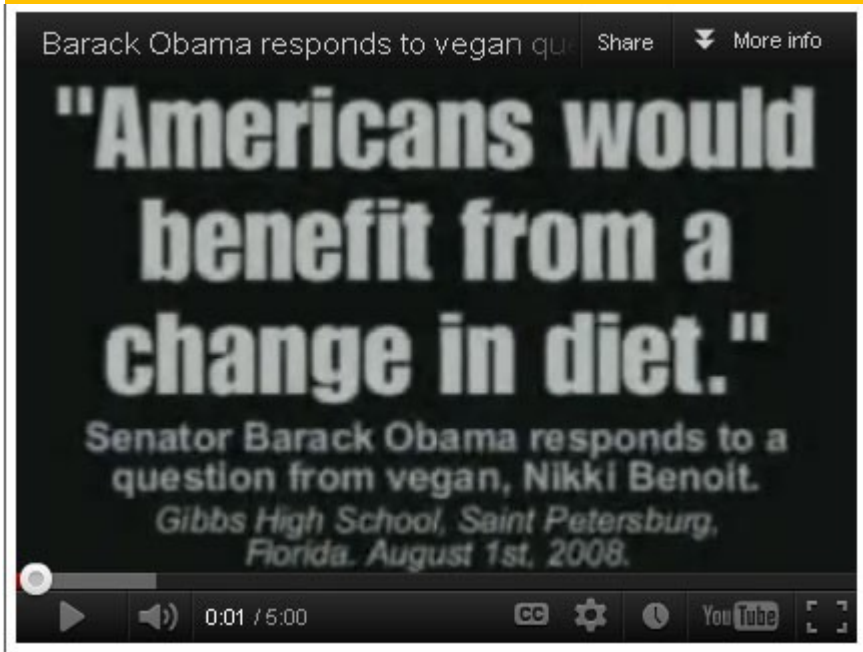 Barack Obama responds to vegan que Share More info
"Americans would
benefit from a
change in diet."
Senator Barack Obama responds to a
question from vegan, Nikki Benoit.
Gibbs High School, Saint Petersburg,
Florida. August 1st, 2008.
0:01 / 5:00 CC YouTube